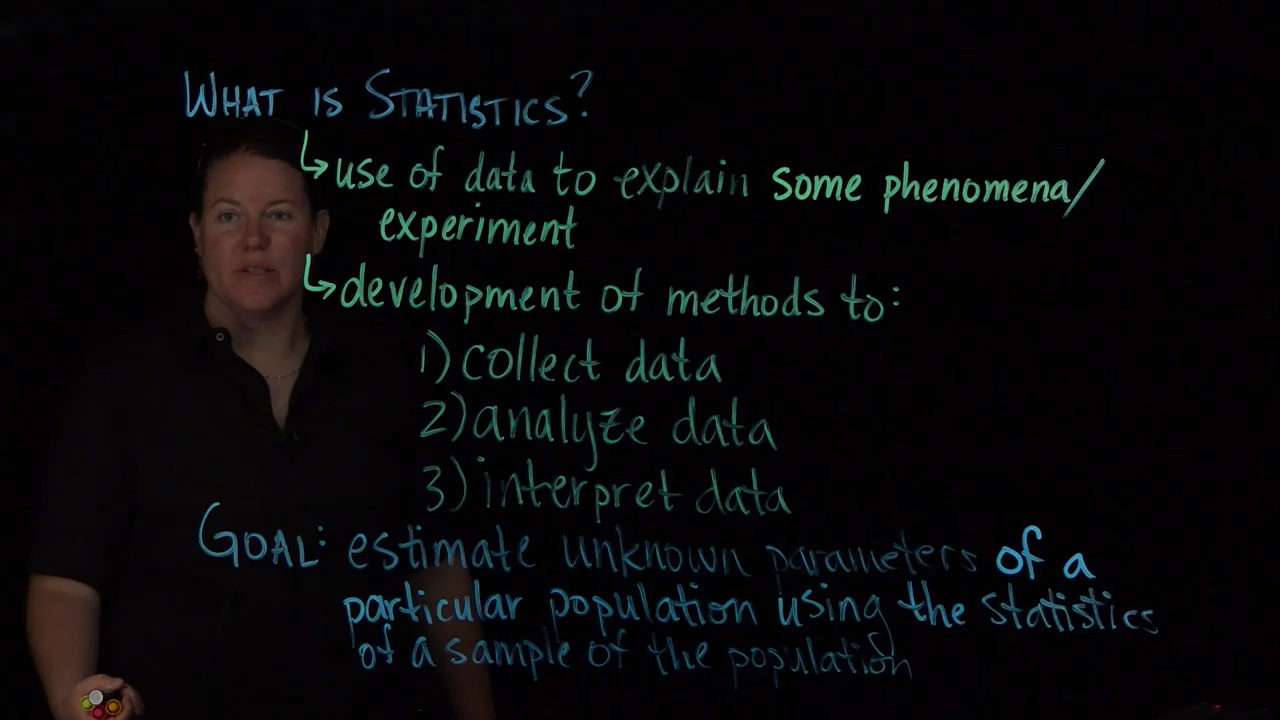 WHAT IS STATISTICS?
↳use of data to explain some phenomena/
experiment
↳development of methods to:
1) collect data
2) analyze data
3) interpret data
GOAL: estimate unknown parameters of a
particular population using the statistics
of a sample of the population